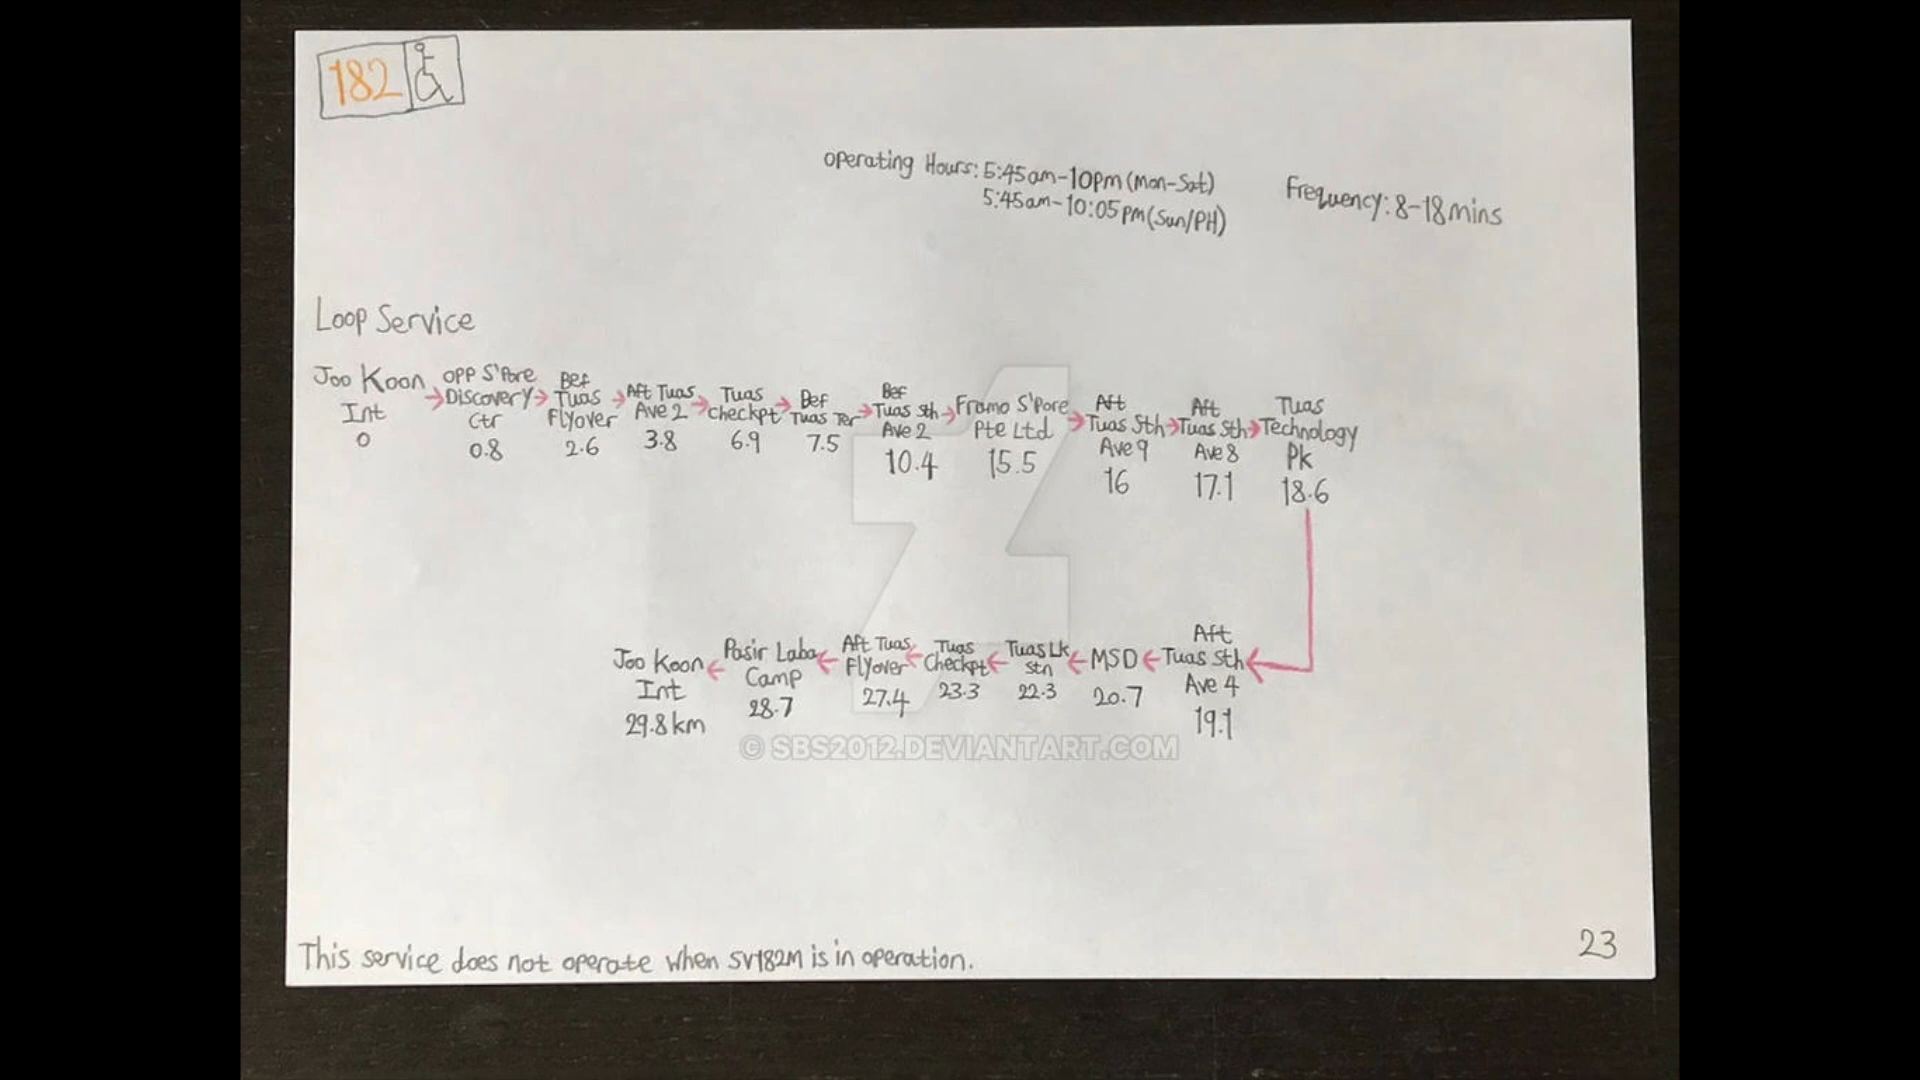 182
Operating Hours: 5:45am-10pm (Mon-Sat)
5:45am-10:05pm (Sun/PH)
Frequency: 8-18mins
Loop Service
Joo Koon
Int
0
OPP S'Pore
Discovery
Ctr
0.8
Bef
Tuas
Flyover
2.6
Aft Tuas
Ave 2
3.8
Tuas
Checkpt
6.9
Bef
Tuas Ter
7.5
Bef
Tuas Sth
Ave 2
10.4
Framo S'Pore
Pte Ltd
15.5
Aft
Tuas Sth
Ave 9
16
Aft
Tuas Sth
Ave 8
17.1
Tuas
Technology
Pk
18.6
Aft
Tuas Sth
Ave 4
19.1
MSD
20.7
Tuas Lk
Stn
22.3
Tuas
Checkpt
23.3
Aft Tuas
Flyover
27.4
Pasir Laba
Camp
28.7
Joo Koon
Int
29.8km
© SBS2012.DEVIANTART.COM
This service does not operate when SV182M is in operation.
23